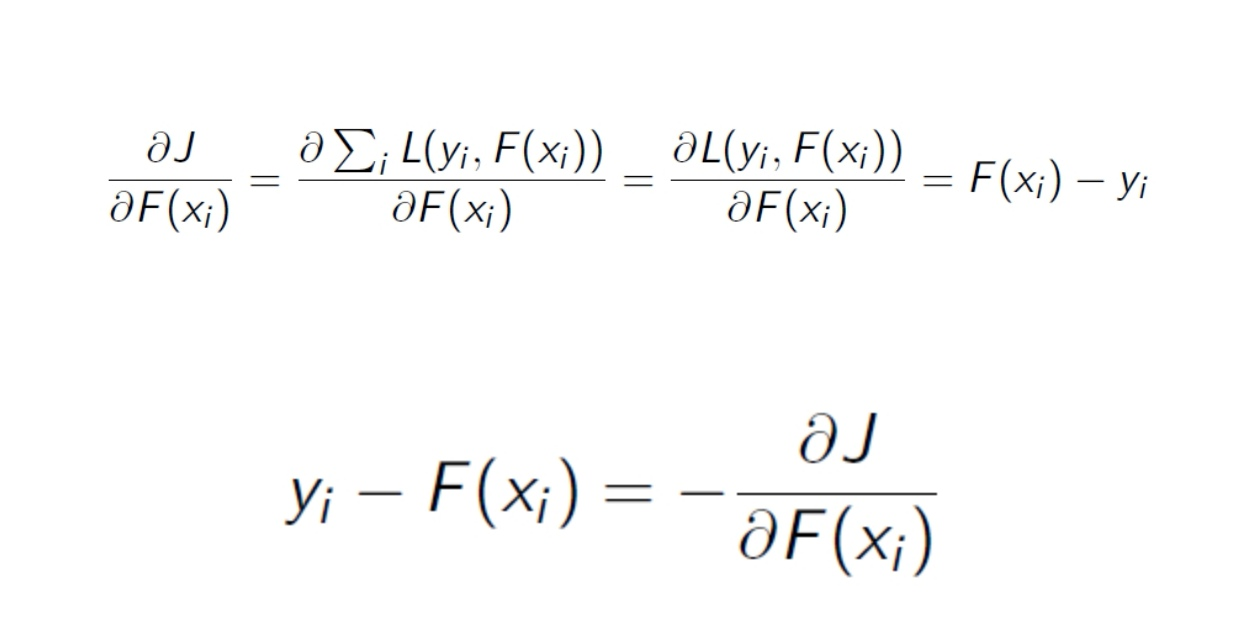 ∂J/∂F(xᵢ) = ∂∑ᵢ L(yᵢ, F(xᵢ))/∂F(xᵢ) = ∂L(yᵢ, F(xᵢ))/∂F(xᵢ) = F(xᵢ) − yᵢ
yᵢ − F(xᵢ) = −∂J/∂F(xᵢ)